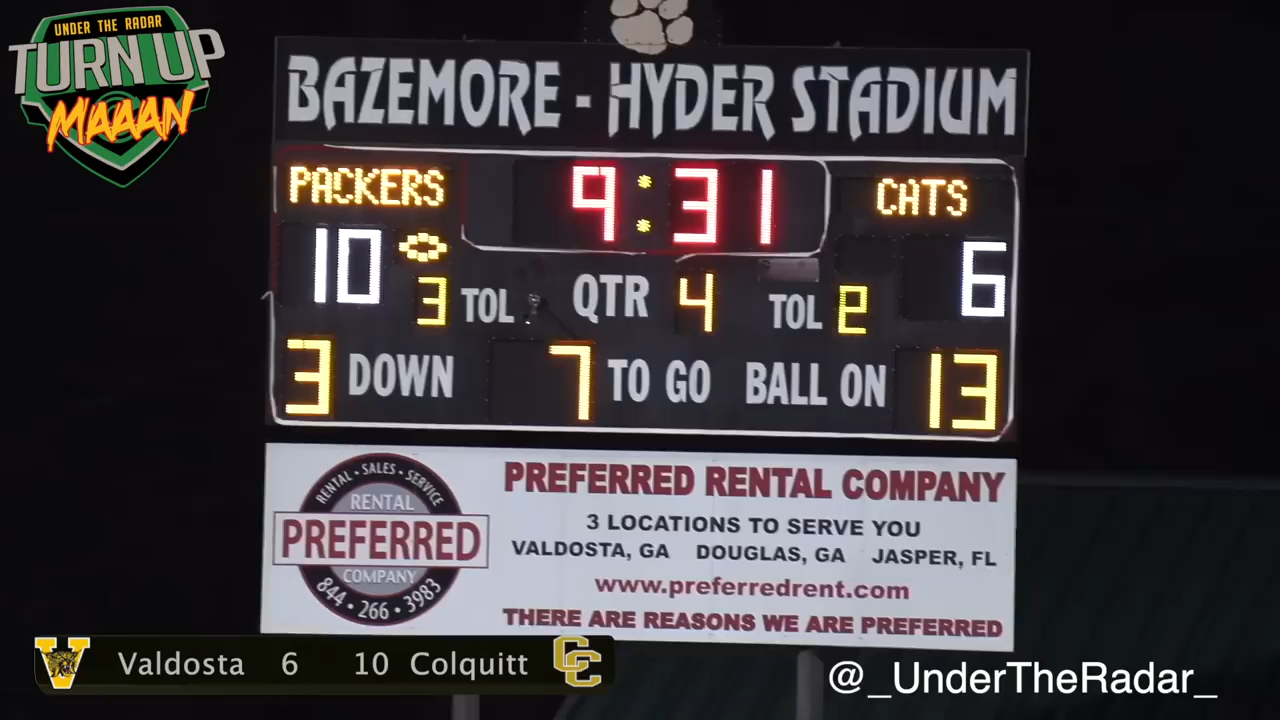 UNDER THE RADAR
TURN UP
MAAAN
BAZEMORE - HYDER STADIUM
PACKERS 9:31 CATS
10 6
3 TOL QTR 4 TOL 2
3 DOWN 7 TO GO BALL ON 13
RENTAL • SALES • SERVICE
RENTAL
PREFERRED
COMPANY
844 • 266 • 3983
PREFERRED RENTAL COMPANY
3 LOCATIONS TO SERVE YOU
VALDOSTA, GA DOUGLAS, GA JASPER, FL
www.preferredrent.com
THERE ARE REASONS WE ARE PREFERRED
V Valdosta 6 10 Colquitt CC
@_UnderTheRadar_